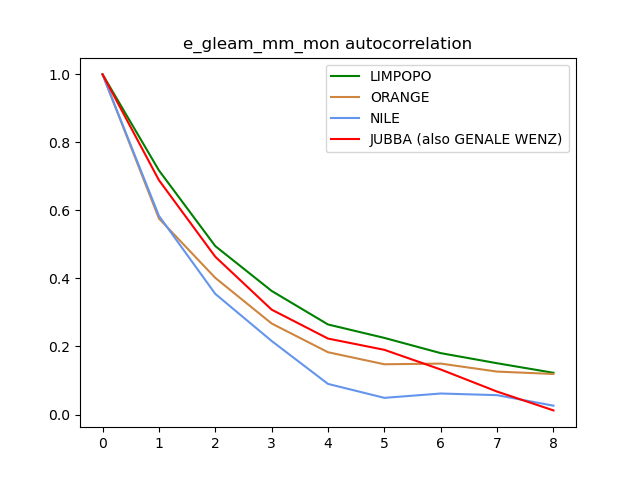 e_gleam_mm_mon autocorrelation
LIMPOPO
ORANGE
NILE
JUBBA (also GENALE WENZ)
1.0
0.8
0.6
0.4
0.2
0.0
0 1 2 3 4 5 6 7 8